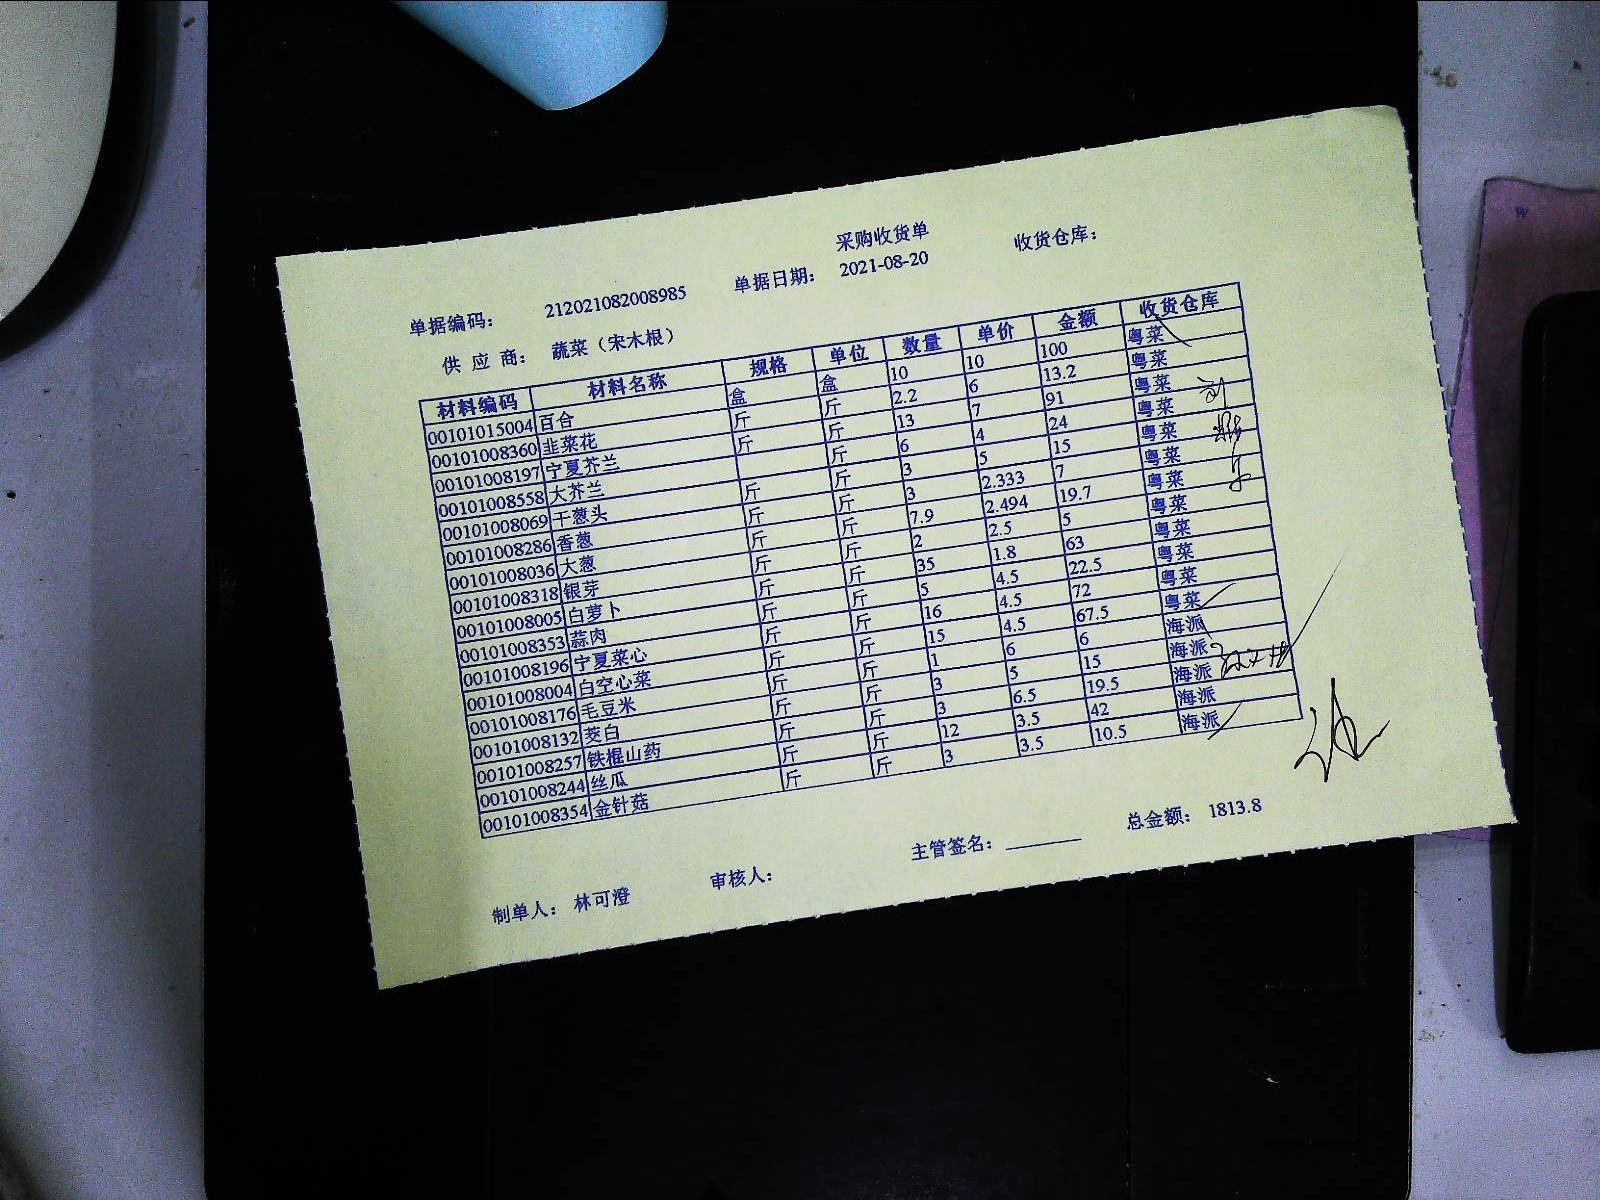 采购收货单
单据编码： 212021082008985 单据日期： 2021-08-20 收货仓库：
供 应 商： 蔬菜（宋木根）
材料编码 材料名称 规格 单位 数量 单价 金额 收货仓库
00101015004 百合 盒 盒 10 10 100 粤菜
00101008360 韭菜花 斤 斤 2.2 6 13.2 粤菜
00101008197 宁夏芥兰 斤 斤 13 7 91 粤菜
00101008558 大芥兰 斤 6 4 24 粤菜
00101008069 干葱头 斤 斤 3 5 15 粤菜
00101008286 香葱 斤 斤 3 2.333 7 粤菜
00101008036 大葱 斤 斤 7.9 2.494 19.7 粤菜
00101008318 银芽 斤 斤 2 2.5 5 粤菜
00101008005 白萝卜 斤 斤 35 1.8 63 粤菜
00101008353 蒜肉 斤 斤 5 4.5 22.5 粤菜
00101008196 宁夏菜心 斤 斤 16 4.5 72 粤菜
00101008004 白空心菜 斤 斤 15 4.5 67.5 粤菜
00101008176 毛豆米 斤 斤 1 6 6 海派
00101008132 茭白 斤 斤 3 5 15 海派
00101008257 铁棍山药 斤 斤 3 6.5 19.5 海派
00101008244 丝瓜 斤 斤 12 3.5 42 海派
00101008354 金针菇 斤 斤 3 3.5 10.5 海派
制单人： 林可澄 审核人： 主管签名： 总金额： 1813.8